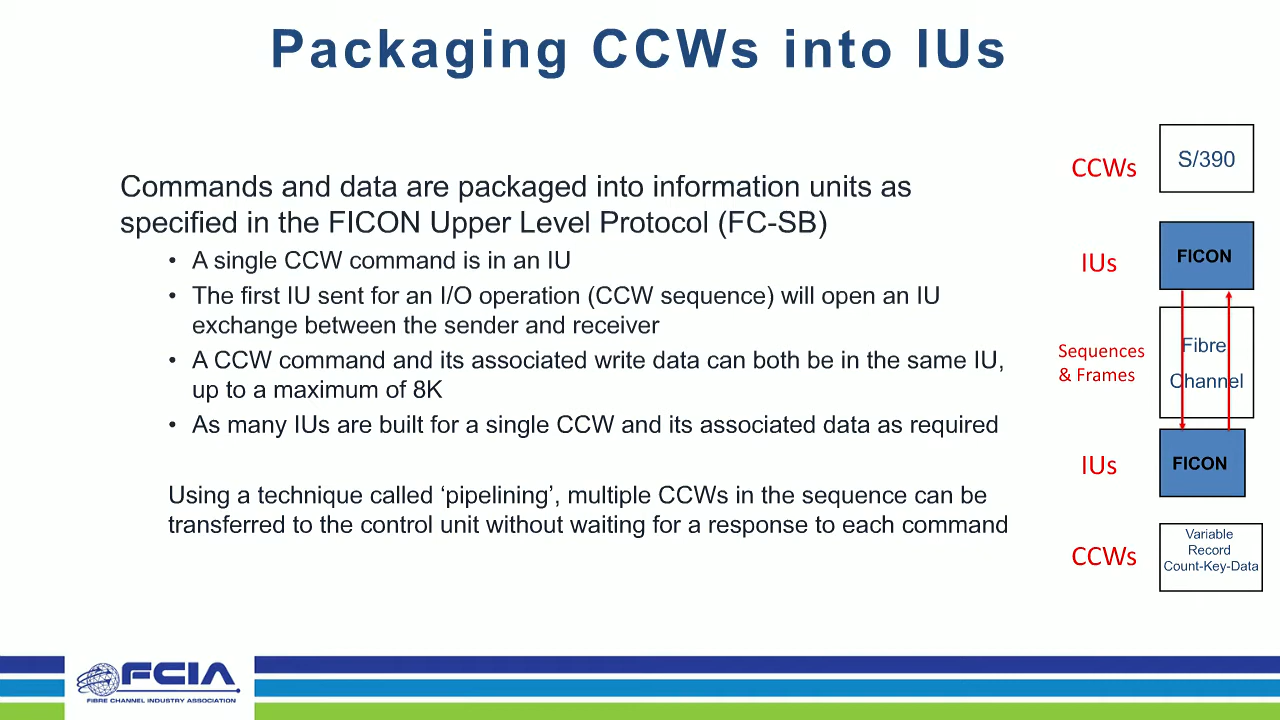 Packaging CCWs into IUs
Commands and data are packaged into information units as
specified in the FICON Upper Level Protocol (FC-SB)
• A single CCW command is in an IU
• The first IU sent for an I/O operation (CCW sequence) will open an IU
exchange between the sender and receiver
• A CCW command and its associated write data can both be in the same IU,
up to a maximum of 8K
• As many IUs are built for a single CCW and its associated data as required
Using a technique called ‘pipelining’, multiple CCWs in the sequence can be
transferred to the control unit without waiting for a response to each command
CCWs
S/390
IUs
FICON
Sequences
& Frames
Fibre
Channel
IUs
FICON
CCWs
Variable
Record
Count-Key-Data
FCIA
FIBRE CHANNEL INDUSTRY ASSOCIATION